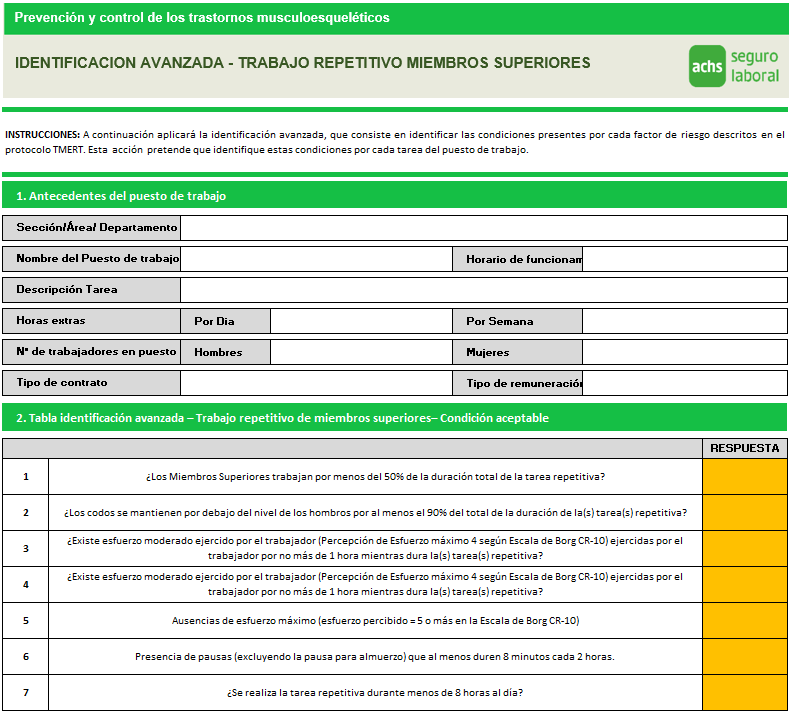 Prevención y control de los trastornos musculoesqueléticos
IDENTIFICACION AVANZADA - TRABAJO REPETITIVO MIEMBROS SUPERIORES
achs seguro
laboral
INSTRUCCIONES: A continuación aplicará la identificación avanzada, que consiste en identificar las condiciones presentes por cada factor de riesgo descritos en el
protocolo TMERT. Esta acción pretende que identifique estas condiciones por cada tarea del puesto de trabajo.
1. Antecedentes del puesto de trabajo
Sección/Área/ Departamento
Nombre del Puesto de trabajo Horario de funcionam
Descripción Tarea
Horas extras Por Dia Por Semana
N° de trabajadores en puesto Hombres Mujeres
Tipo de contrato Tipo de remuneración
2. Tabla identificación avanzada – Trabajo repetitivo de miembros superiores– Condición aceptable
RESPUESTA
1 ¿Los Miembros Superiores trabajan por menos del 50% de la duración total de la tarea repetitiva?
2 ¿Los codos se mantienen por debajo del nivel de los hombros por al menos el 90% del total de la duración de la(s) tarea(s) repetitiva?
3 ¿Existe esfuerzo moderado ejercido por el trabajador (Percepción de Esfuerzo máximo 4 según Escala de Borg CR-10) ejercidas por el
trabajador por no más de 1 hora mientras dura la(s) tarea(s) repetitiva?
4 ¿Existe esfuerzo moderado ejercido por el trabajador (Percepción de Esfuerzo máximo 4 según Escala de Borg CR-10) ejercidas por el
trabajador por no más de 1 hora mientras dura la(s) tarea(s) repetitiva?
5 Ausencias de esfuerzo máximo (esfuerzo percibido = 5 o más en la Escala de Borg CR-10)
6 Presencia de pausas (excluyendo la pausa para almuerzo) que al menos duren 8 minutos cada 2 horas.
7 ¿Se realiza la tarea repetitiva durante menos de 8 horas al día?